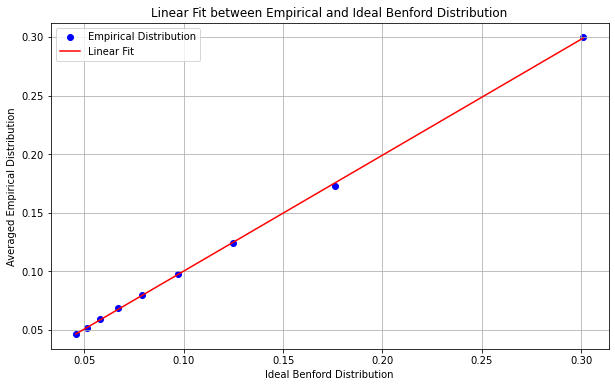 Linear Fit between Empirical and Ideal Benford Distribution
Empirical Distribution
Linear Fit
Averaged Empirical Distribution
0.30
0.25
0.20
0.15
0.10
0.05
0.05 0.10 0.15 0.20 0.25 0.30
Ideal Benford Distribution